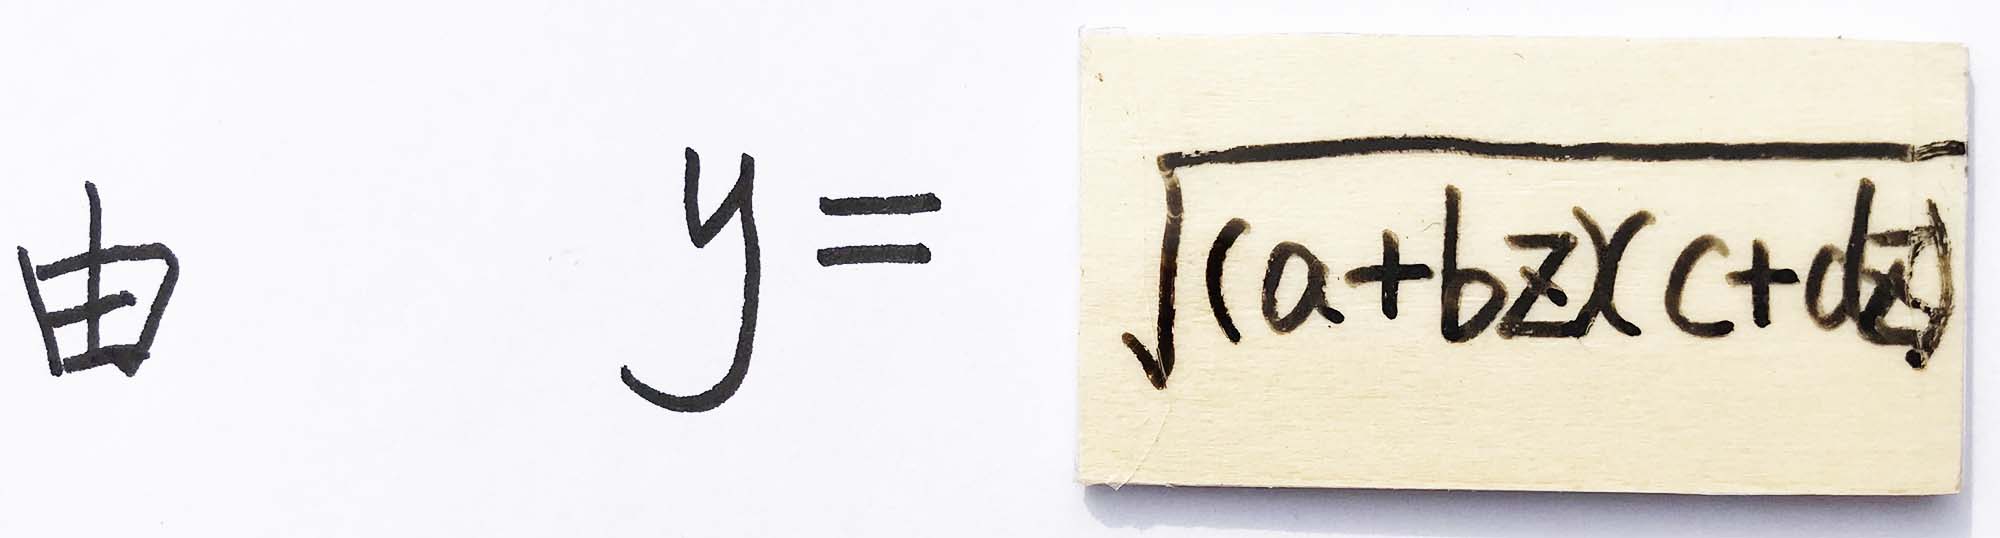 由 y = √(a+bz)(c+dz)